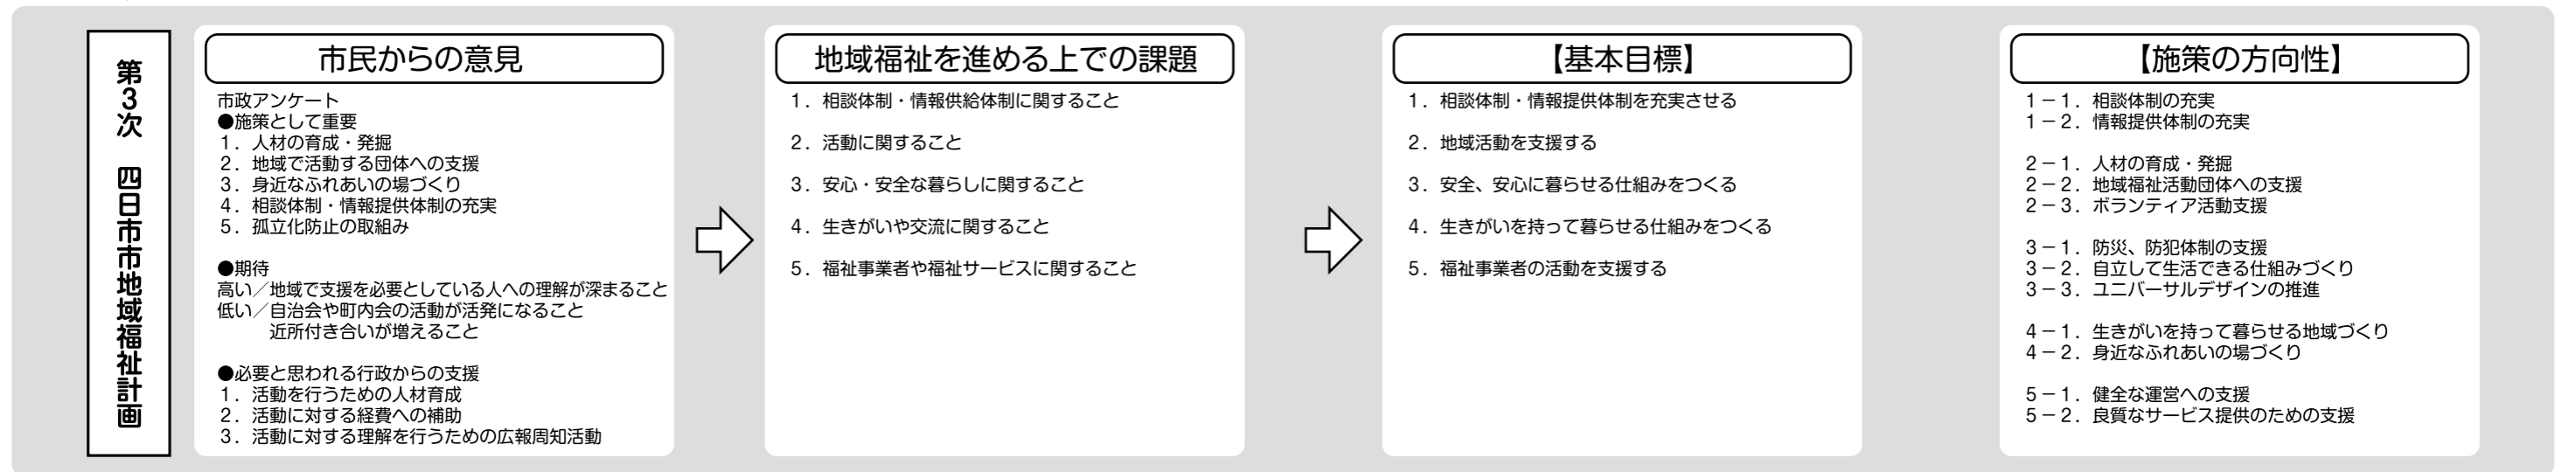 第3次　四日市市地域福祉計画
市民からの意見
市政アンケート
●施策として重要
1．人材の育成・発掘
2．地域で活動する団体への支援
3．身近なふれあいの場づくり
4．相談体制・情報提供体制の充実
5．孤立化防止の取組み
●期待
高い／地域で支援を必要としている人への理解が深まること
低い／自治会や町内会の活動が活発になること
近所付き合いが増えること
●必要と思われる行政からの支援
1．活動を行うための人材育成
2．活動に対する経費への補助
3．活動に対する理解を行うための広報周知活動
地域福祉を進める上での課題
1．相談体制・情報供給体制に関すること
2．活動に関すること
3．安心・安全な暮らしに関すること
4．生きがいや交流に関すること
5．福祉事業者や福祉サービスに関すること
【基本目標】
1．相談体制・情報提供体制を充実させる
2．地域活動を支援する
3．安全、安心に暮らせる仕組みをつくる
4．生きがいを持って暮らせる仕組みをつくる
5．福祉事業者の活動を支援する
【施策の方向性】
1－1．相談体制の充実
1－2．情報提供体制の充実
2－1．人材の育成・発掘
2－2．地域福祉活動団体への支援
2－3．ボランティア活動支援
3－1．防災、防犯体制の支援
3－2．自立して生活できる仕組みづくり
3－3．ユニバーサルデザインの推進
4－1．生きがいを持って暮らせる地域づくり
4－2．身近なふれあいの場づくり
5－1．健全な運営への支援
5－2．良質なサービス提供のための支援